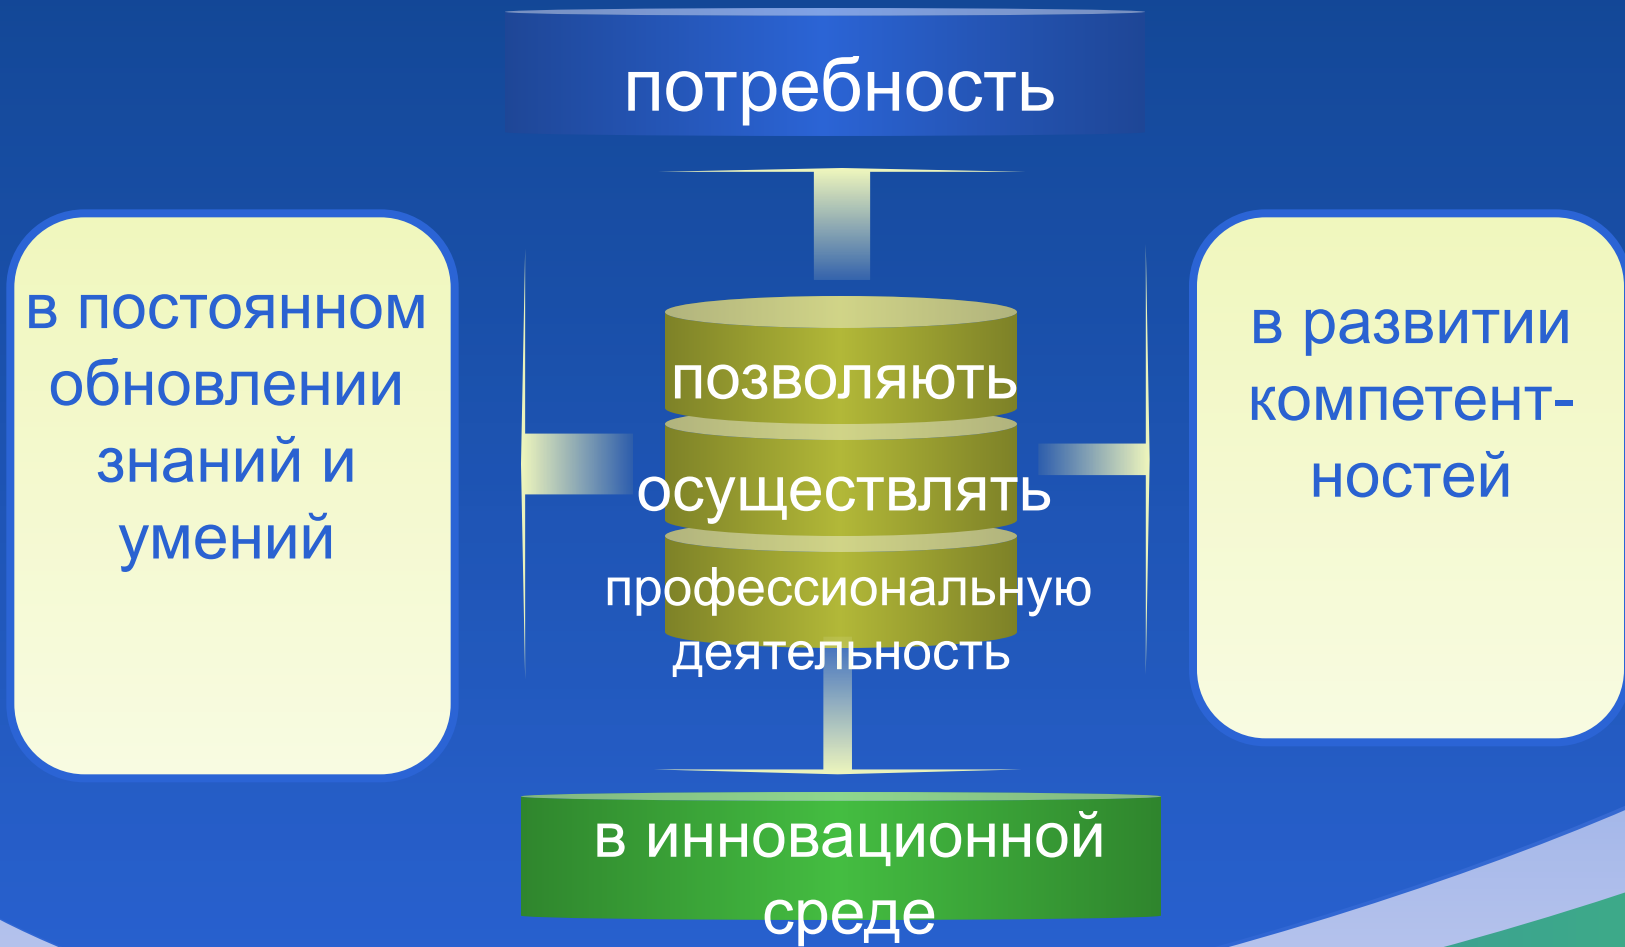 потребность
в постоянном
обновлении
знаний и
умений
позволяють
осуществлять
профессиональную
деятельность
в развитии
компетент-
ностей
в инновационной
среде